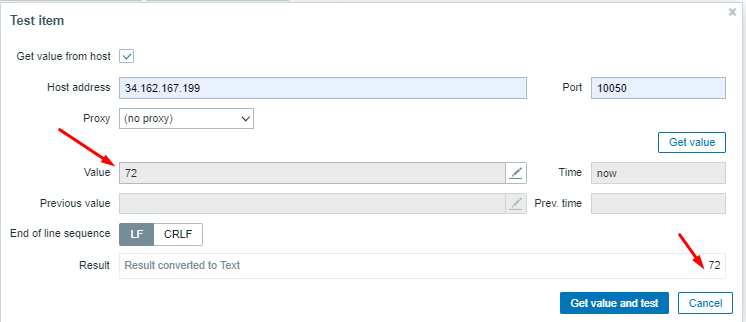 Test item
Get value from host
Host address 34.162.167.199 Port 10050
Proxy (no proxy)
Get value
Value 72 Time now
Previous value Prev. time
End of line sequence LF CRLF
Result Result converted to Text 72
Get value and test Cancel